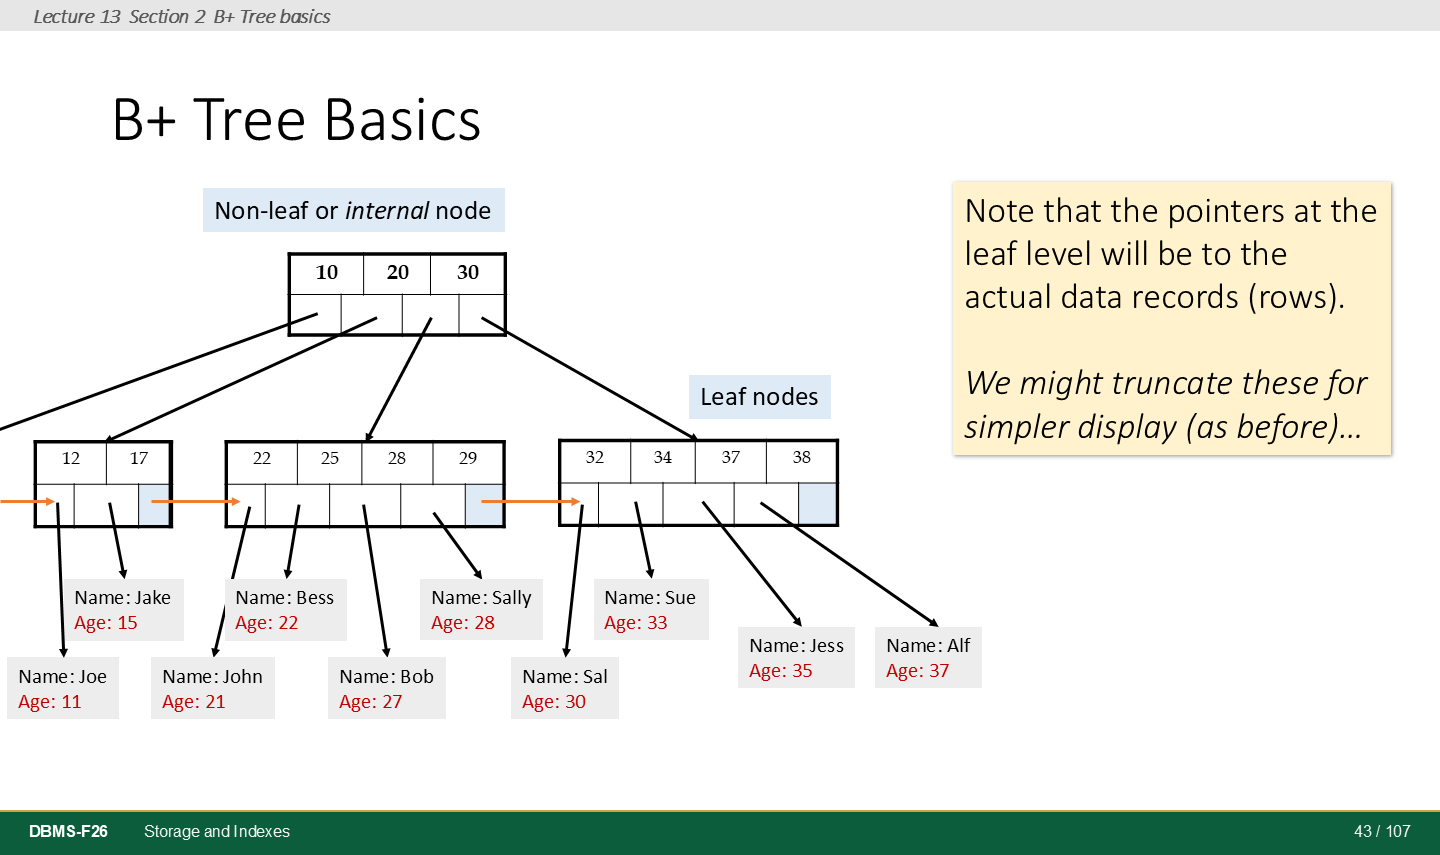 Lecture 13 Section 2 B+ Tree basics
B+ Tree Basics
Non-leaf or internal node
10 20 30
Note that the pointers at the
leaf level will be to the
actual data records (rows).
We might truncate these for
simpler display (as before)...
Leaf nodes
12 17
22 25 28 29
32 34 37 38
Name: Jake
Age: 15
Name: Bess
Age: 22
Name: Sally
Age: 28
Name: Sue
Age: 33
Name: Jess
Age: 35
Name: Alf
Age: 37
Name: Joe
Age: 11
Name: John
Age: 21
Name: Bob
Age: 27
Name: Sal
Age: 30
DBMS-F26 Storage and Indexes 43 / 107